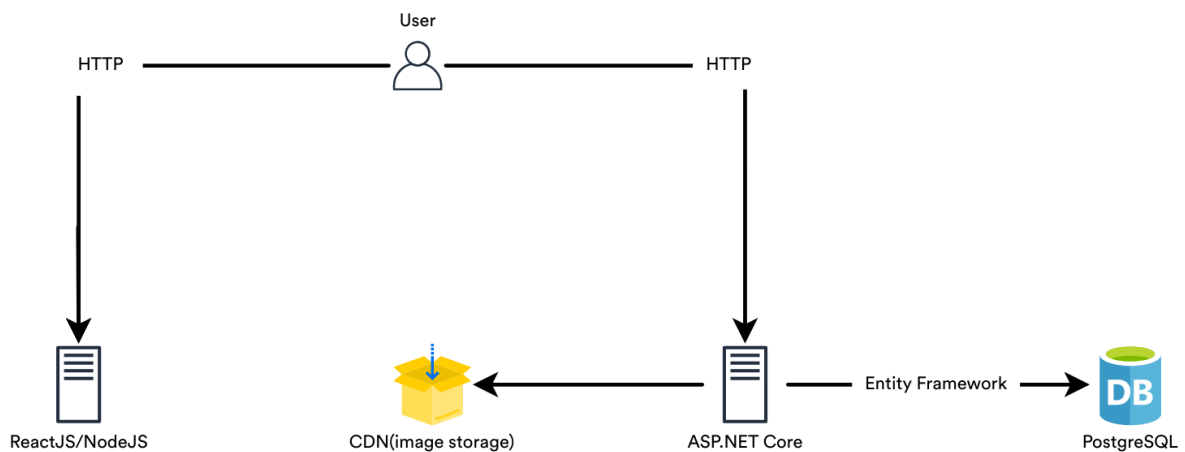 User
HTTP
HTTP
Entity Framework
DB
ReactJS/NodeJS
CDN(image storage)
ASP.NET Core
PostgreSQL